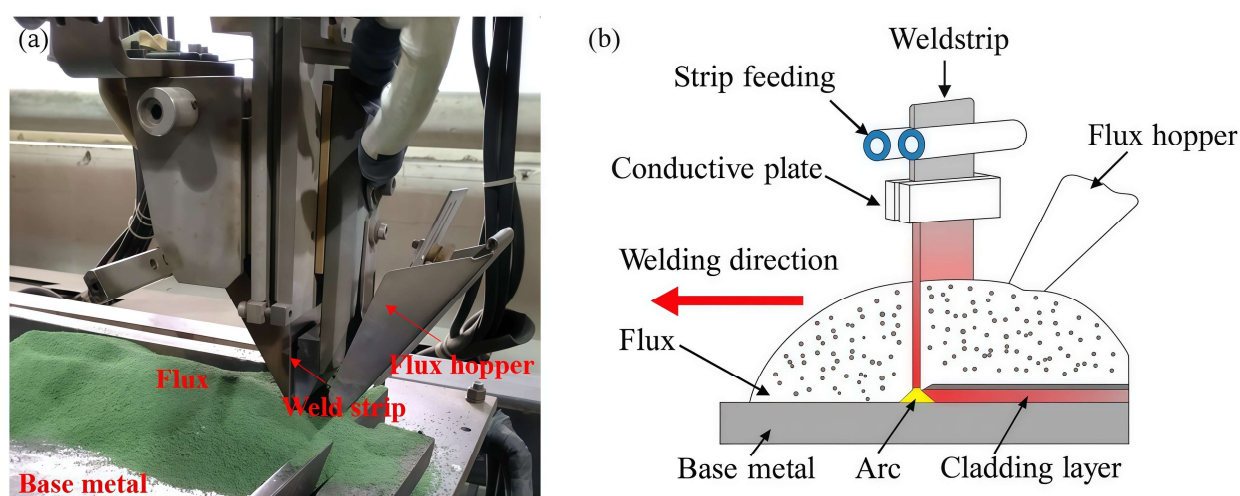 (a)
Flux
Flux hopper
Weld strip
Base metal
(b)
Weldstrip
Strip feeding
Flux hopper
Conductive plate
Welding direction
Flux
Base metal
Arc
Cladding layer